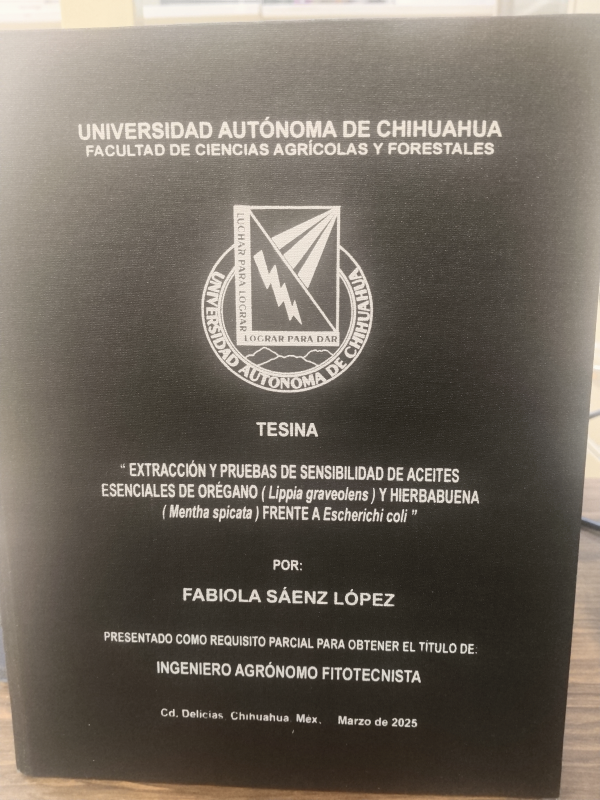 UNIVERSIDAD AUTÓNOMA DE CHIHUAHUA
FACULTAD DE CIENCIAS AGRÍCOLAS Y FORESTALES
LUCHAR PARA LOGRAR
LOGRAR PARA DAR
UNIVERSIDAD AUTONOMA DE CHIHUAHUA
TESINA
“ EXTRACCIÓN Y PRUEBAS DE SENSIBILIDAD DE ACEITES
ESENCIALES DE ORÉGANO ( Lippia graveolens ) Y HIERBABUENA
( Mentha spicata ) FRENTE A Escherichi coli ”
POR:
FABIOLA SÁENZ LÓPEZ
PRESENTADO COMO REQUISITO PARCIAL PARA OBTENER EL TÍTULO DE:
INGENIERO AGRÓNOMO FITOTECNISTA
Cd. Delicias, Chihuahua, Méx. Marzo de 2025